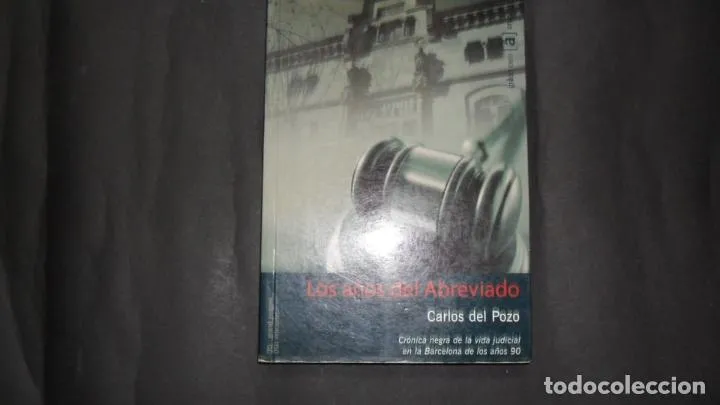 [a]
Los años del Abreviado
Carlos del Pozo
Crónica negra de la vida judicial
en la Barcelona de los años 90
todocoleccion